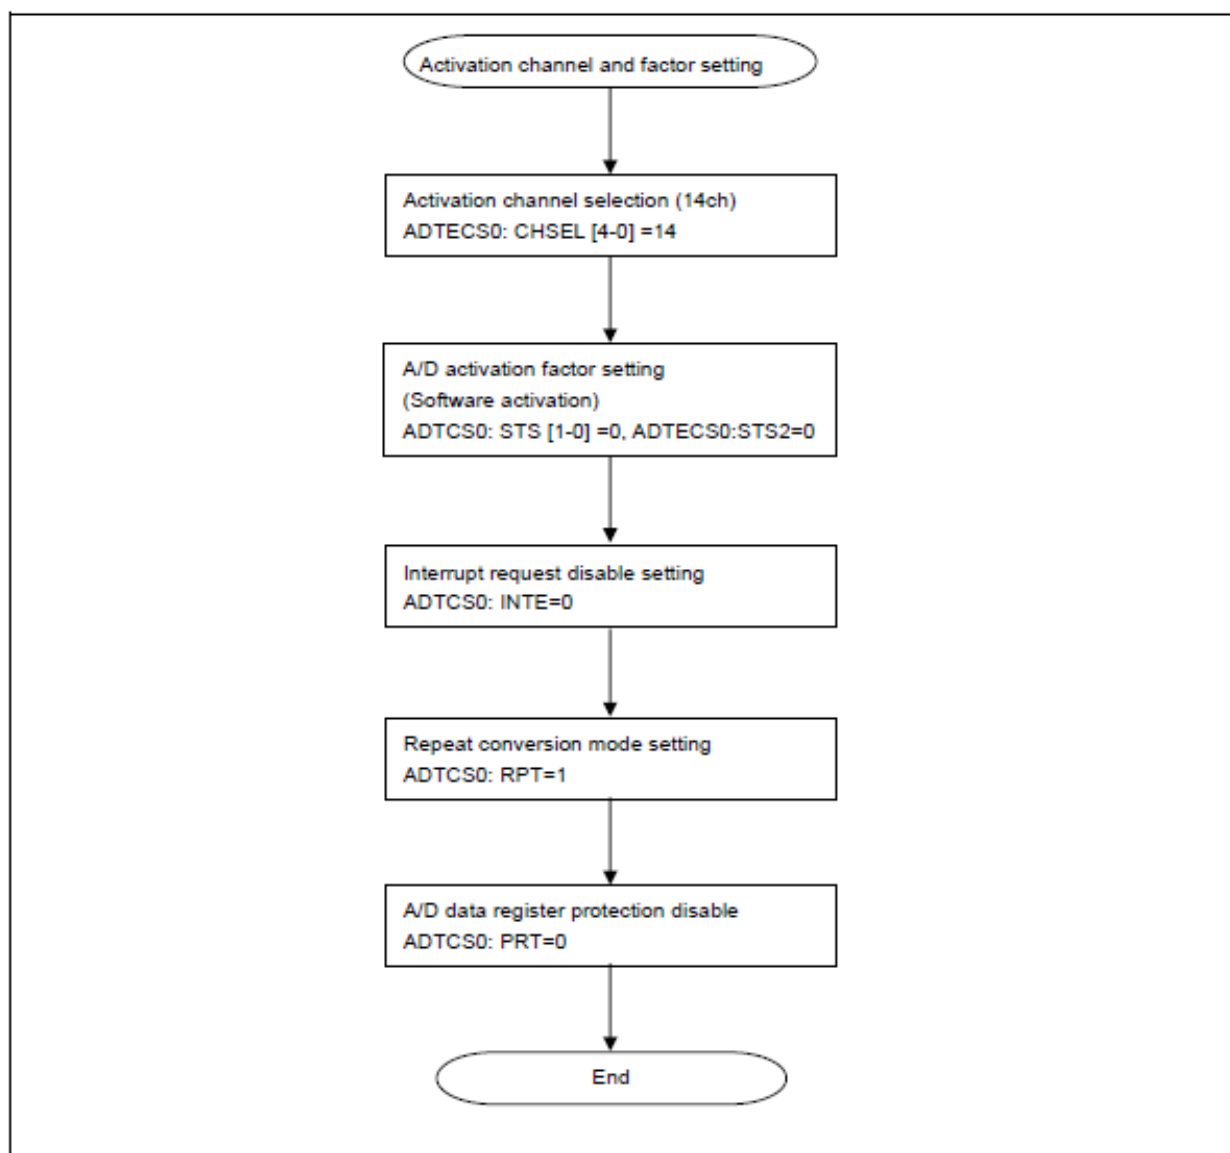 Activation channel and factor setting
Activation channel selection (14ch)
ADTECS0: CHSEL [4-0] =14
A/D activation factor setting
(Software activation)
ADTCS0: STS [1-0] =0, ADTECS0:STS2=0
Interrupt request disable setting
ADTCS0: INTE=0
Repeat conversion mode setting
ADTCS0: RPT=1
A/D data register protection disable
ADTCS0: PRT=0
End